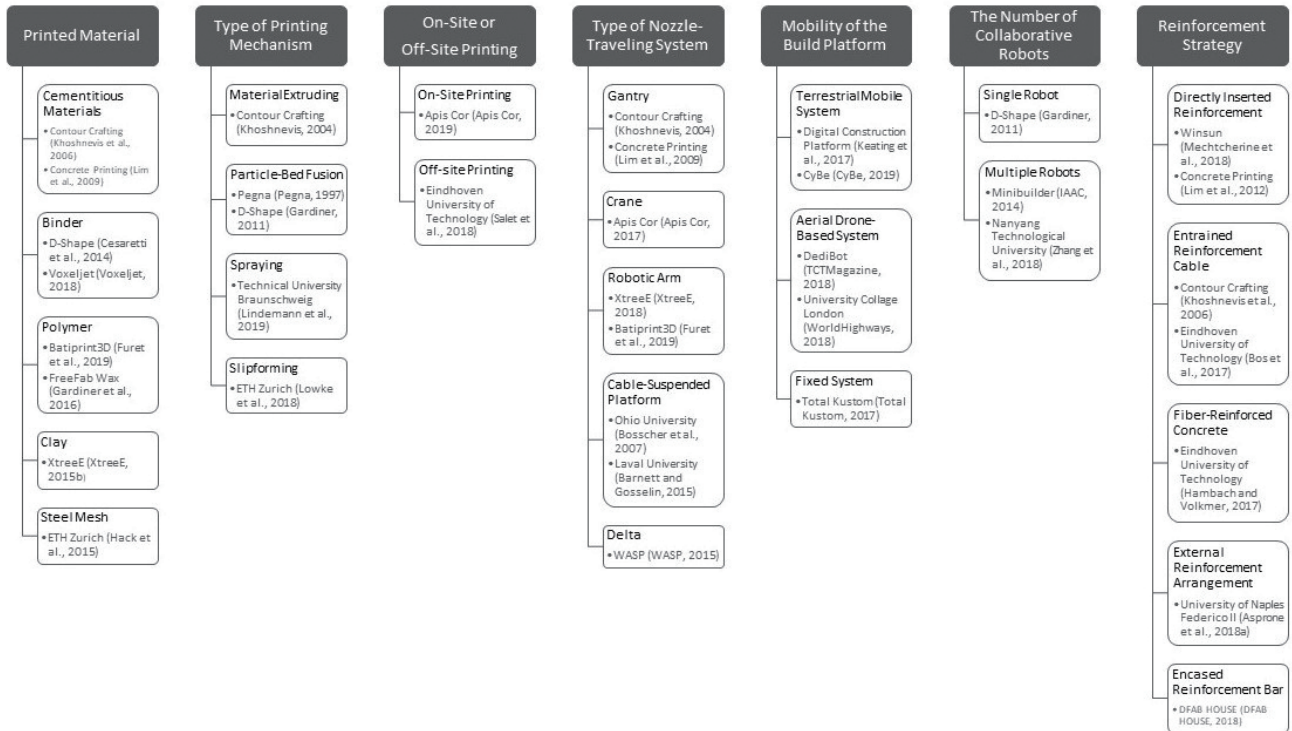 Printed Material
Cementitious
Materials
• Contour Crafting
(Khoshnevis et al.,
2006)
• Concrete Printing (Lim
et al., 2009)
Binder
• D-Shape (Cesaretti
et al., 2014)
• Voxeljet (Voxeljet,
2018)
Polymer
• Batiprint3D (Furet
et al., 2019)
• FreeFab Wax
(Gardiner et al.,
2016)
Clay
• XtreeE (XtreeE,
2015b)
Steel Mesh
• ETH Zurich (Hack et
al., 2015)
Type of Printing
Mechanism
Material Extruding
• Contour Crafting
(Khoshnevis, 2004)
Particle-Bed Fusion
• Pegna (Pegna, 1997)
• D-Shape (Gardiner,
2011)
Spraying
• Technical University
Braunschweig
(Lindemann et al.,
2019)
Slipforming
• ETH Zurich (Lowke
et al., 2018)
On-Site or
Off-Site Printing
On-Site Printing
• Apis Cor (Apis Cor,
2019)
Off-site Printing
• Eindhoven
University of
Technology (Salet et
al., 2018)
Type of Nozzle-
Traveling System
Gantry
• Contour Crafting
(Khoshnevis, 2004)
• Concrete Printing
(Lim et al., 2009)
Crane
• Apis Cor (Apis Cor,
2017)
Robotic Arm
• XtreeE (XtreeE,
2018)
• Batiprint3D (Furet
et al., 2019)
Cable-Suspended
Platform
• Ohio University
(Bosscher et al.,
2007)
• Laval University
(Barnett and
Gosselin, 2015)
Delta
• WASP (WASP, 2015)
Mobility of the
Build Platform
Terrestrial Mobile
System
• Digital Construction
Platform (Keating et
al., 2017)
• CyBe (CyBe, 2019)
Aerial Drone-
Based System
• DediBot
(TCTMagazine,
2018)
• University Collage
London
(WorldHighways,
2018)
Fixed System
• Total Kustom (Total
Kustom, 2017)
The Number of
Collaborative
Robots
Single Robot
• D-Shape (Gardiner,
2011)
Multiple Robots
• Minibuilder (IAAC,
2014)
• Nanyang
Technological
University (Zhang et
al., 2018)
Reinforcement
Strategy
Directly Inserted
Reinforcement
• Winsun
(Mechtcherine et
al., 2018)
• Concrete Printing
(Lim et al., 2012)
Entrained
Reinforcement
Cable
• Contour Crafting
(Khoshnevis et al.,
2006)
• Eindhoven
University of
Technology (Bos et
al., 2017)
Fiber-Reinforced
Concrete
• Eindhoven
University of
Technology
(Hambach and
Volkmer, 2017)
External
Reinforcement
Arrangement
• University of Naples
Federico II (Asprone
et al., 2018a)
Encased
Reinforcement Bar
• DFAB HOUSE (DFAB
HOUSE, 2018)